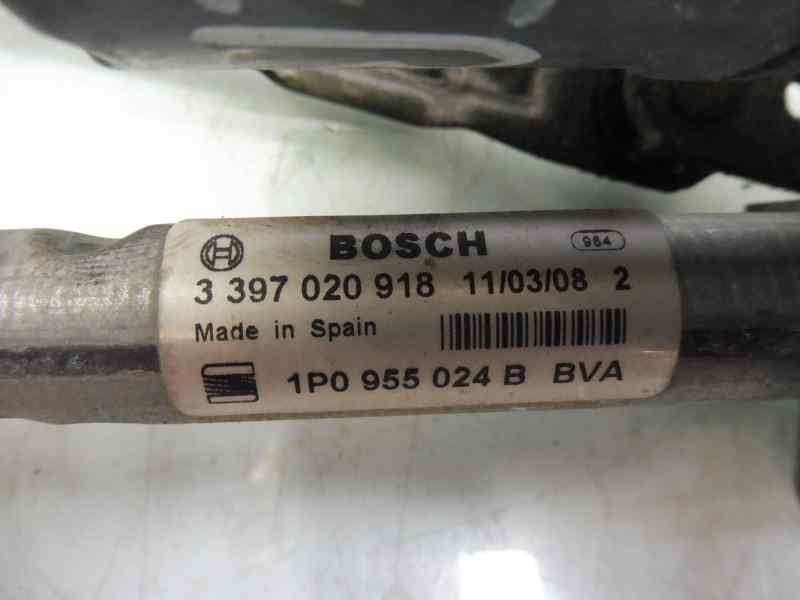 BOSCH 964
3 397 020 918 11/03/08 2
Made in Spain
1P0 955 024 B BVA